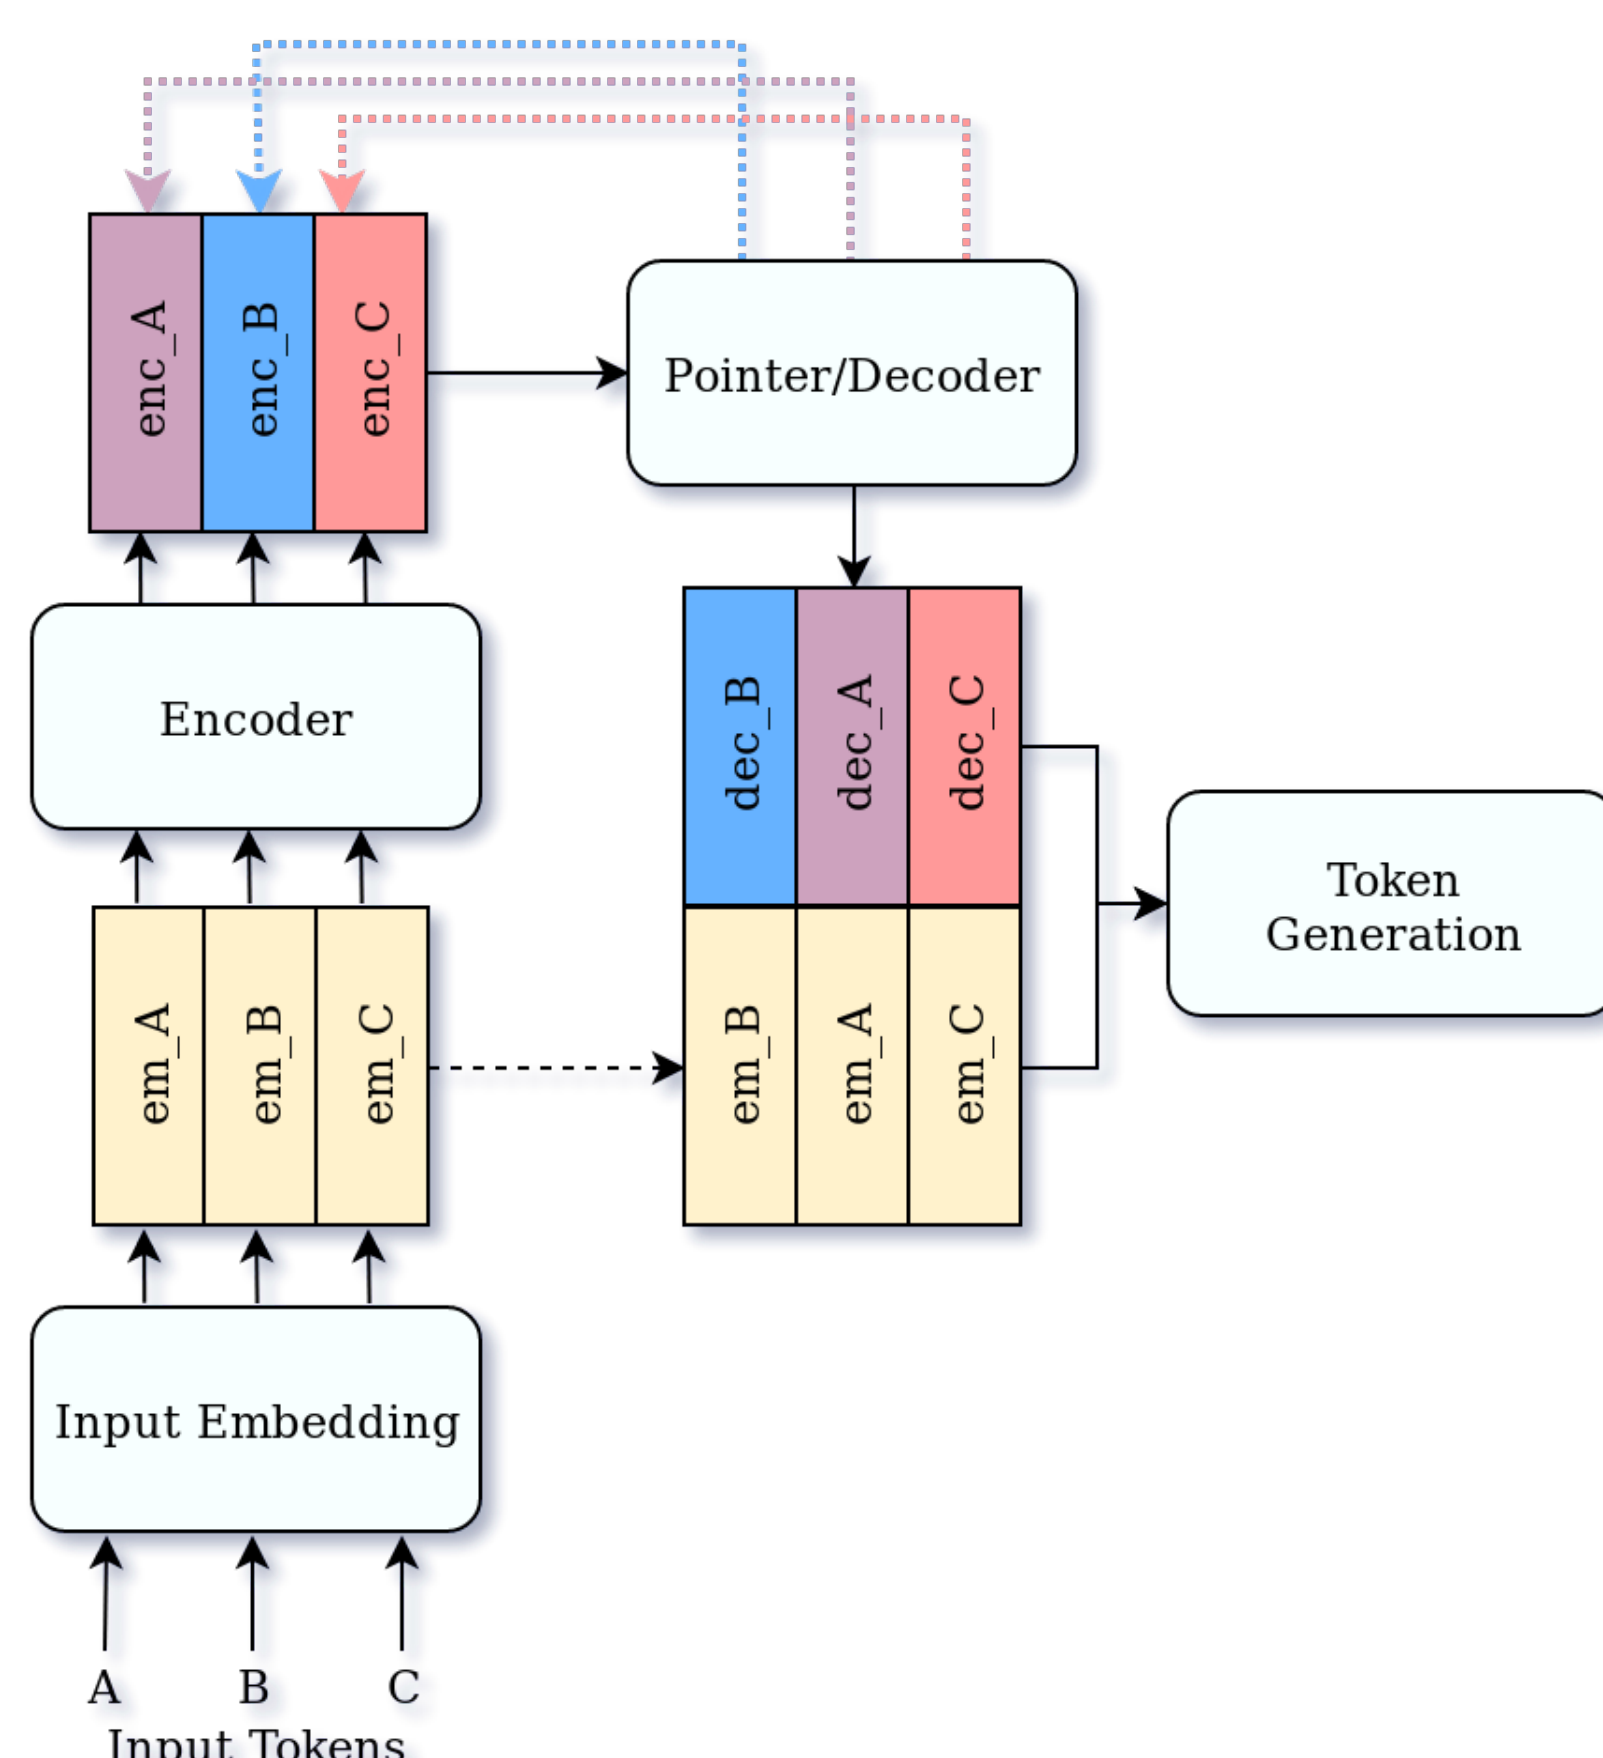 enc_A
enc_B
enc_C
Pointer/Decoder
Encoder
dec_B
dec_A
dec_C
Token
Generation
em_A
em_B
em_C
em_B
em_A
em_C
Input Embedding
A B C
Input Tokens